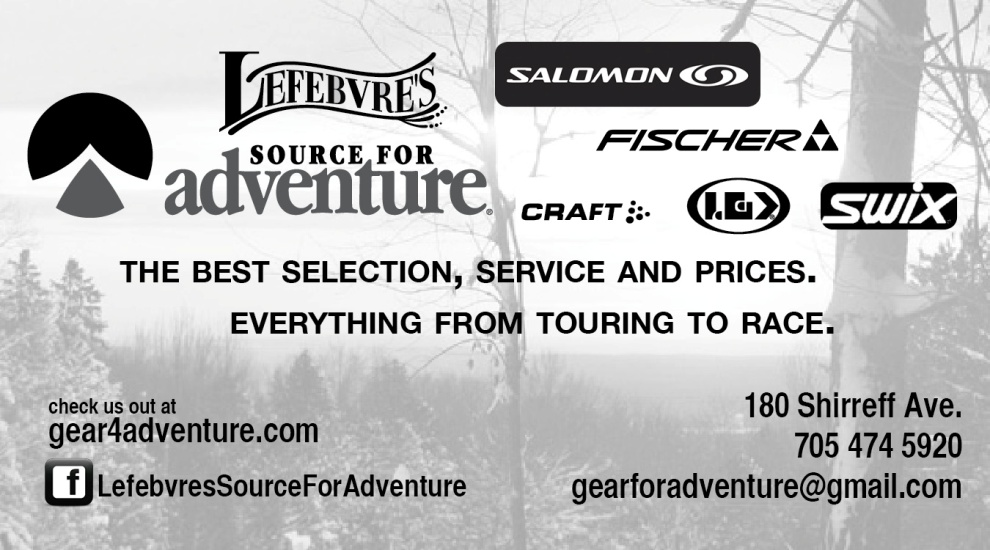 LEFEBVRE'S
SOURCE FOR
adventure®
SALOMON
FISCHER
CRAFT
SWIX
THE BEST SELECTION, SERVICE AND PRICES.
EVERYTHING FROM TOURING TO RACE.
check us out at
gear4adventure.com
f LefebvresSourceForAdventure
180 Shirreff Ave.
705 474 5920
gearforadventure@gmail.com